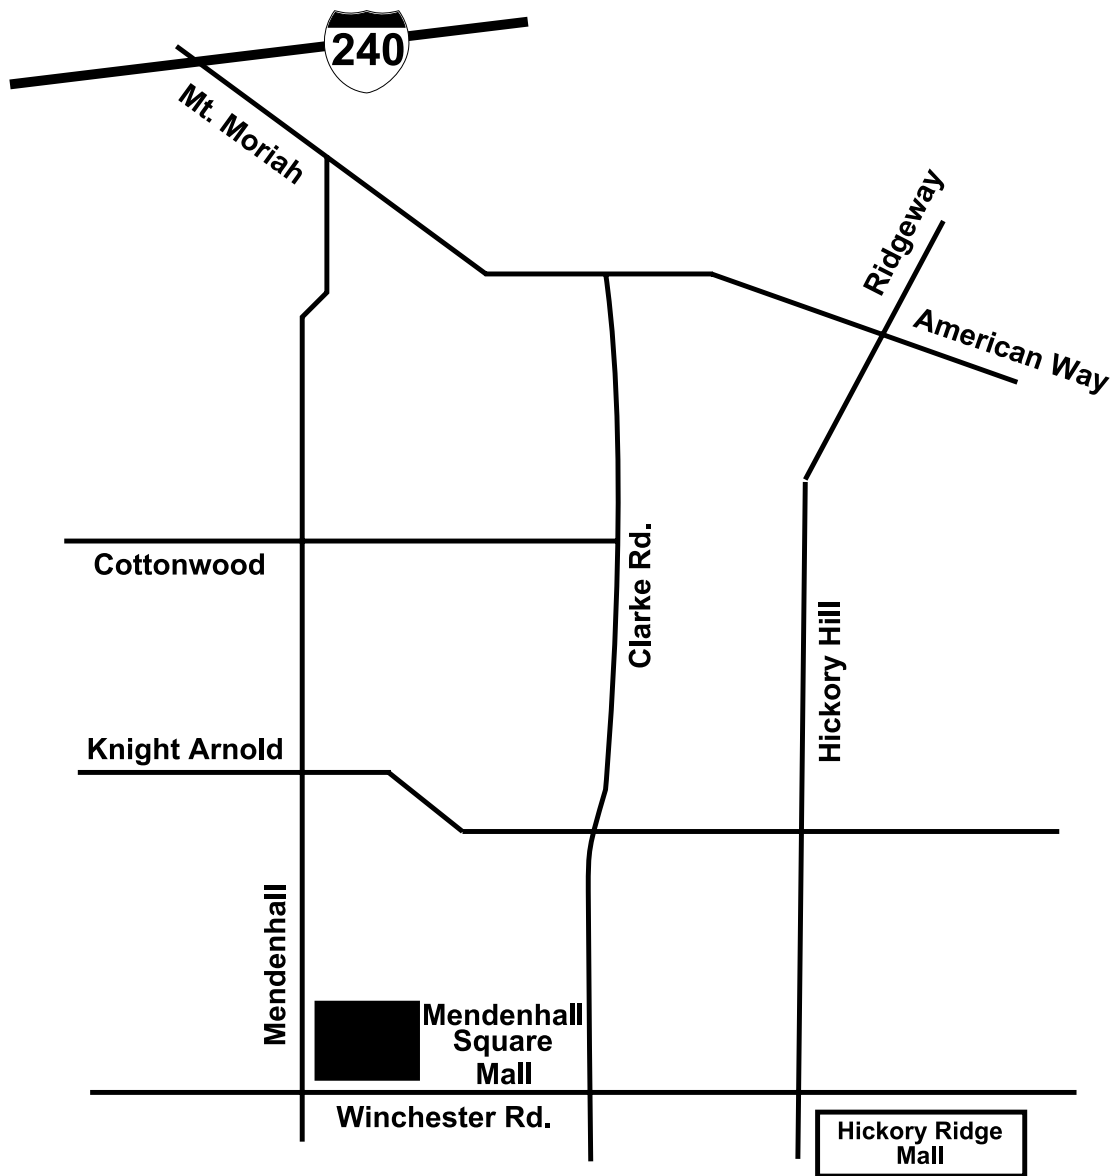 240
Mt. Moriah
Ridgeway
American Way
Cottonwood
Clarke Rd.
Hickory Hill
Knight Arnold
Mendenhall
Mendenhall
Square
Mall
Winchester Rd.
Hickory Ridge
Mall